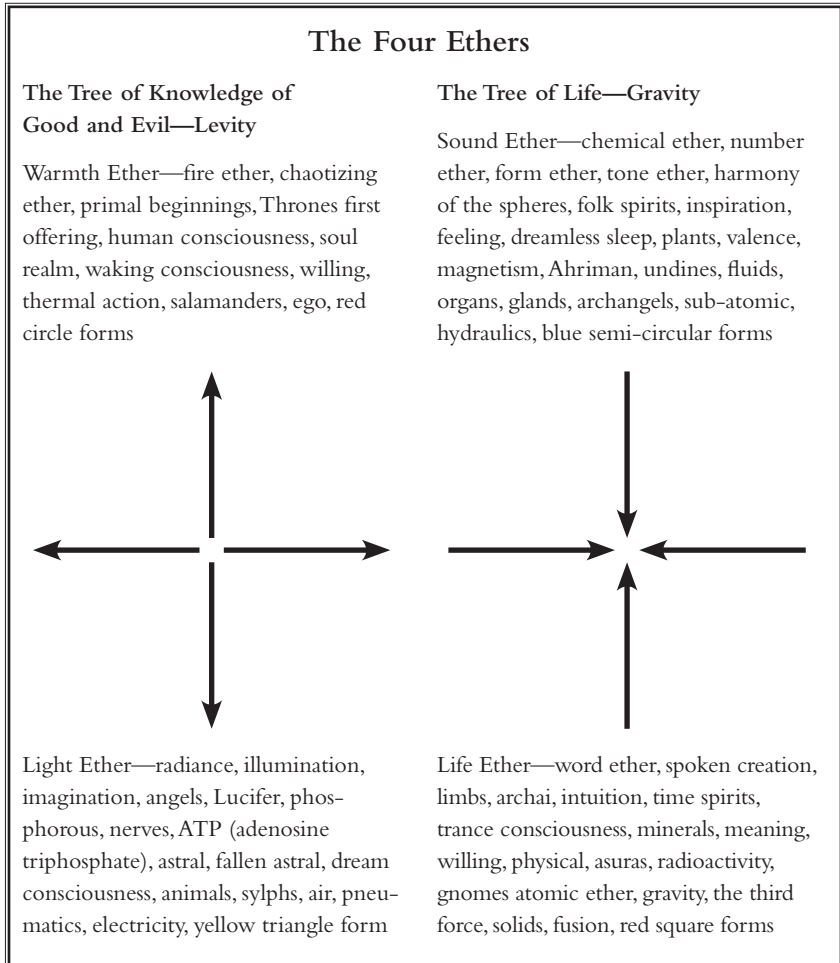 The Four Ethers
The Tree of Knowledge of
Good and Evil—Levity
Warmth Ether—fire ether, chaotizing
ether, primal beginnings, Thrones first
offering, human consciousness, soul
realm, waking consciousness, willing,
thermal action, salamanders, ego, red
circle forms
Light Ether—radiance, illumination,
imagination, angels, Lucifer, phos-
phorous, nerves, ATP (adenosine
triphosphate), astral, fallen astral, dream
consciousness, animals, sylphs, air, pneu-
matics, electricity, yellow triangle form
The Tree of Life—Gravity
Sound Ether—chemical ether, number
ether, form ether, tone ether, harmony
of the spheres, folk spirits, inspiration,
feeling, dreamless sleep, plants, valence,
magnetism, Ahriman, undines, fluids,
organs, glands, archangels, sub-atomic,
hydraulics, blue semi-circular forms
Life Ether—word ether, spoken creation,
limbs, archai, intuition, time spirits,
trance consciousness, minerals, meaning,
willing, physical, asuras, radioactivity,
gnomes atomic ether, gravity, the third
force, solids, fusion, red square forms